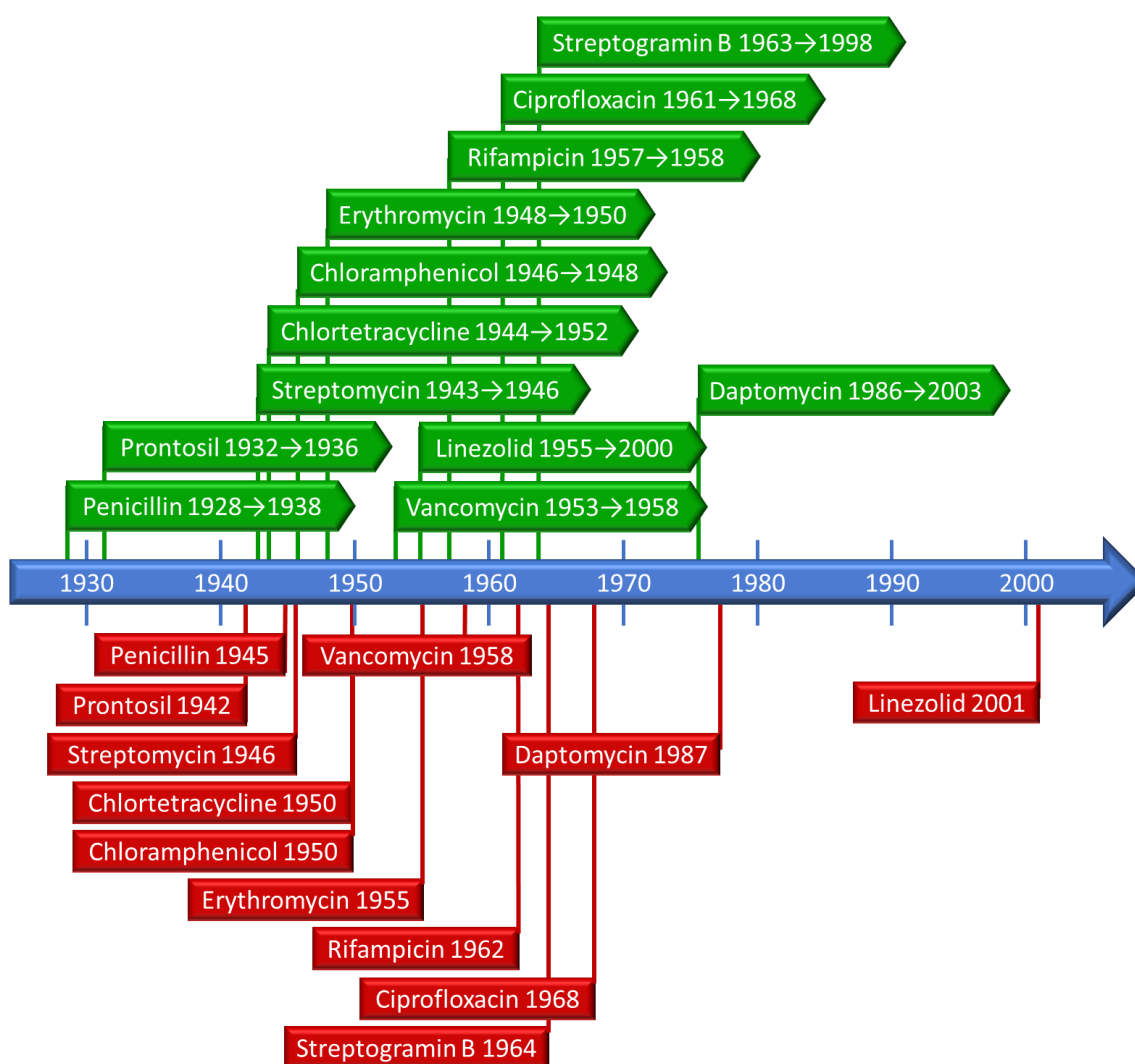 Streptogramin B 1963→1998
Ciprofloxacin 1961→1968
Rifampicin 1957→1958
Erythromycin 1948→1950
Chloramphenicol 1946→1948
Chlortetracycline 1944→1952
Streptomycin 1943→1946
Daptomycin 1986→2003
Prontosil 1932→1936
Linezolid 1955→2000
Penicillin 1928→1938
Vancomycin 1953→1958
1930 1940 1950 1960 1970 1980 1990 2000
Penicillin 1945
Vancomycin 1958
Prontosil 1942
Linezolid 2001
Streptomycin 1946
Daptomycin 1987
Chlortetracycline 1950
Chloramphenicol 1950
Erythromycin 1955
Rifampicin 1962
Ciprofloxacin 1968
Streptogramin B 1964